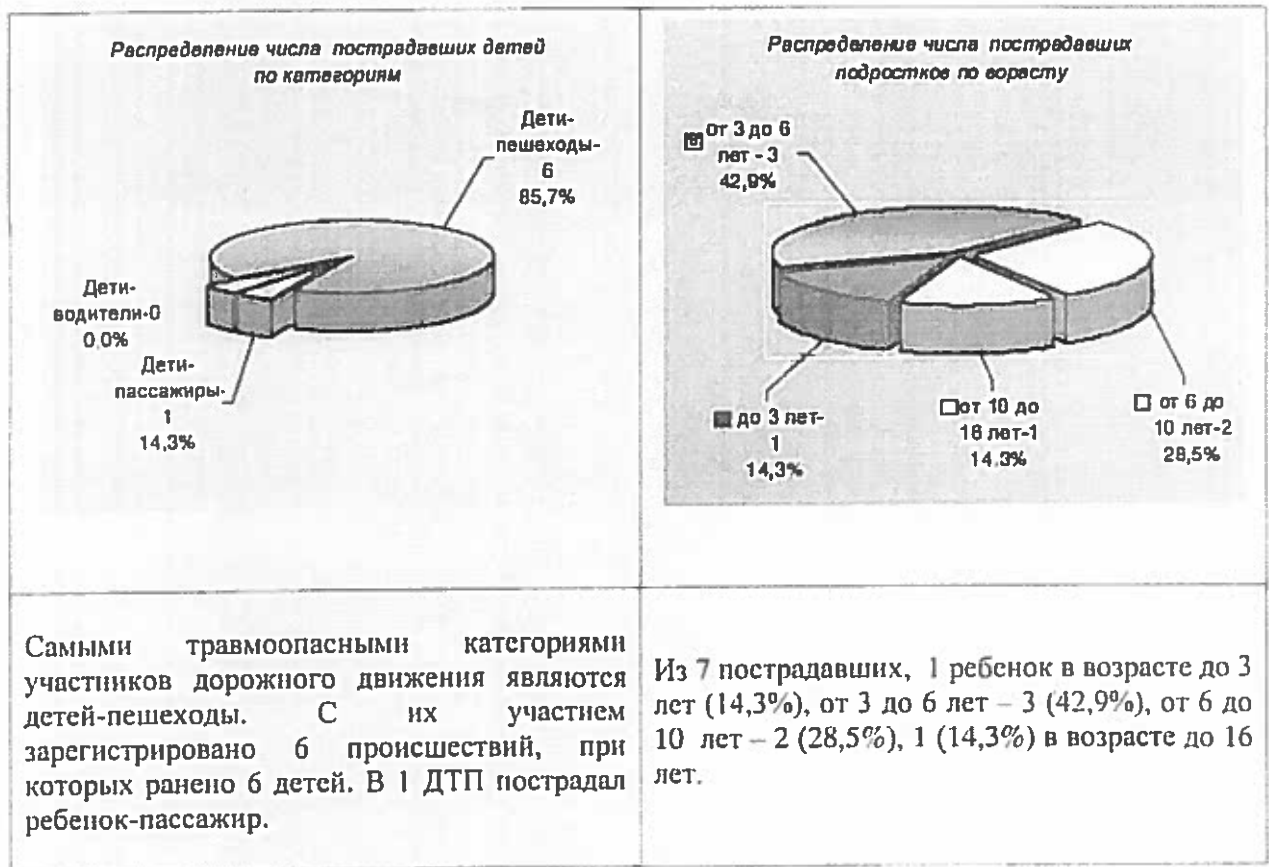 Распределение числа пострадавших детей
по категориям
Дети-
пешеходы-
6
85,7%
Дети-
водители-0
0,0%
Дети-
пассажиры-
1
14,3%
Распределение числа пострадавших
подростков по ворасту
от 3 до 6
лет - 3
42,9%
до 3 лет-
1
14,3%
от 10 до
16 лет-1
14,3%
от 6 до
10 лет-2
28,5%
Самыми травмоопасными категориями
участников дорожного движения являются
детей-пешеходы. С их участием
зарегистрировано 6 происшествий, при
которых ранено 6 детей. В 1 ДТП пострадал
ребенок-пассажир.
Из 7 пострадавших, 1 ребенок в возрасте до 3
лет (14,3%), от 3 до 6 лет – 3 (42,9%), от 6 до
10 лет – 2 (28,5%), 1 (14,3%) в возрасте до 16
лет.